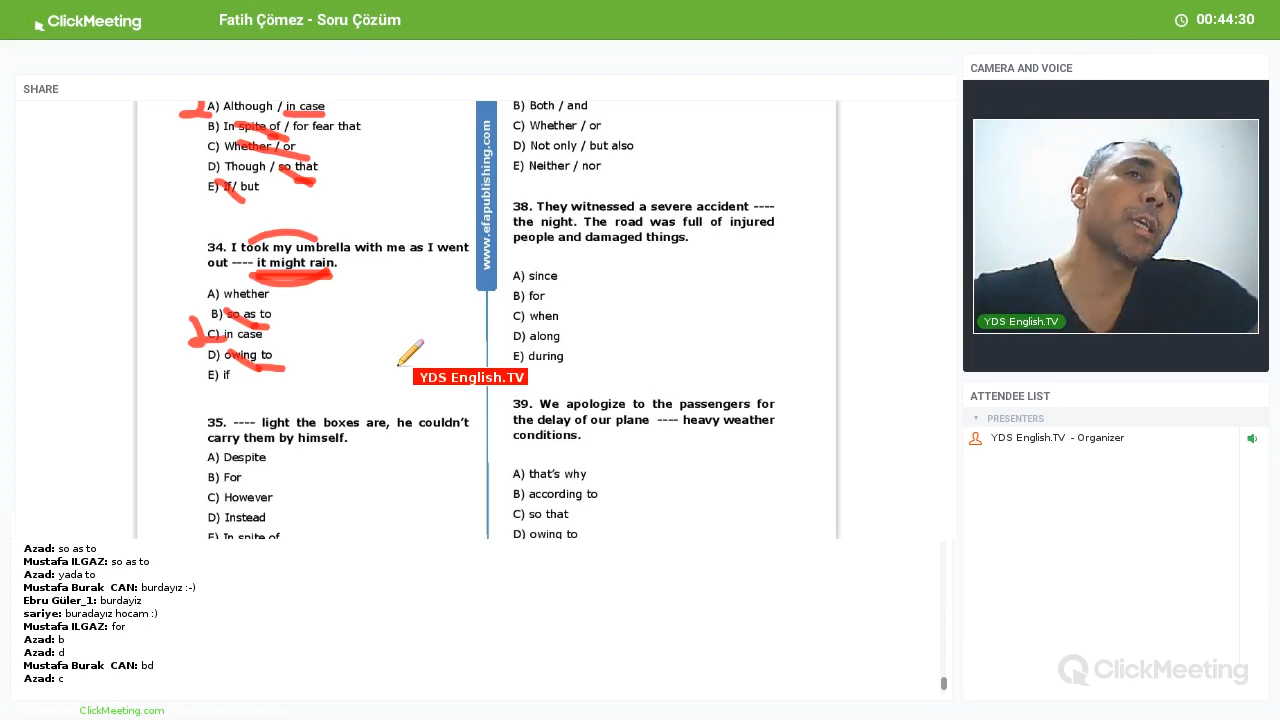 ClickMeeting
Fatih Çömez - Soru Çözüm
00:44:30
SHARE
A) Although / in case
B) In spite of / for fear that
C) Whether / or
D) Though / so that
E) If/ but
34. I took my umbrella with me as I went
out ---- it might rain.
A) whether
B) so as to
C) in case
D) owing to
E) if
35. ---- light the boxes are, he couldn't
carry them by himself.
A) Despite
B) For
C) However
D) Instead
E) In spite of
www.efapublishing.com
B) Both / and
C) Whether / or
D) Not only / but also
E) Neither / nor
38. They witnessed a severe accident ----
the night. The road was full of injured
people and damaged things.
A) since
B) for
C) when
D) along
E) during
YDS English.TV
39. We apologize to the passengers for
the delay of our plane ---- heavy weather
conditions.
A) that's why
B) according to
C) so that
D) owing to
CAMERA AND VOICE
YDS English.TV
ATTENDEE LIST
PRESENTERS
YDS English.TV - Organizer
Azad: so as to
Mustafa ILGAZ: so as to
Azad: yada to
Mustafa Burak CAN: burdayız :-)
Ebru Güler_1: burdayiz
sariye: buradayız hocam :)
Mustafa ILGAZ: for
Azad: b
Azad: d
Mustafa Burak CAN: bd
Azad: c
ClickMeeting
ClickMeeting.com